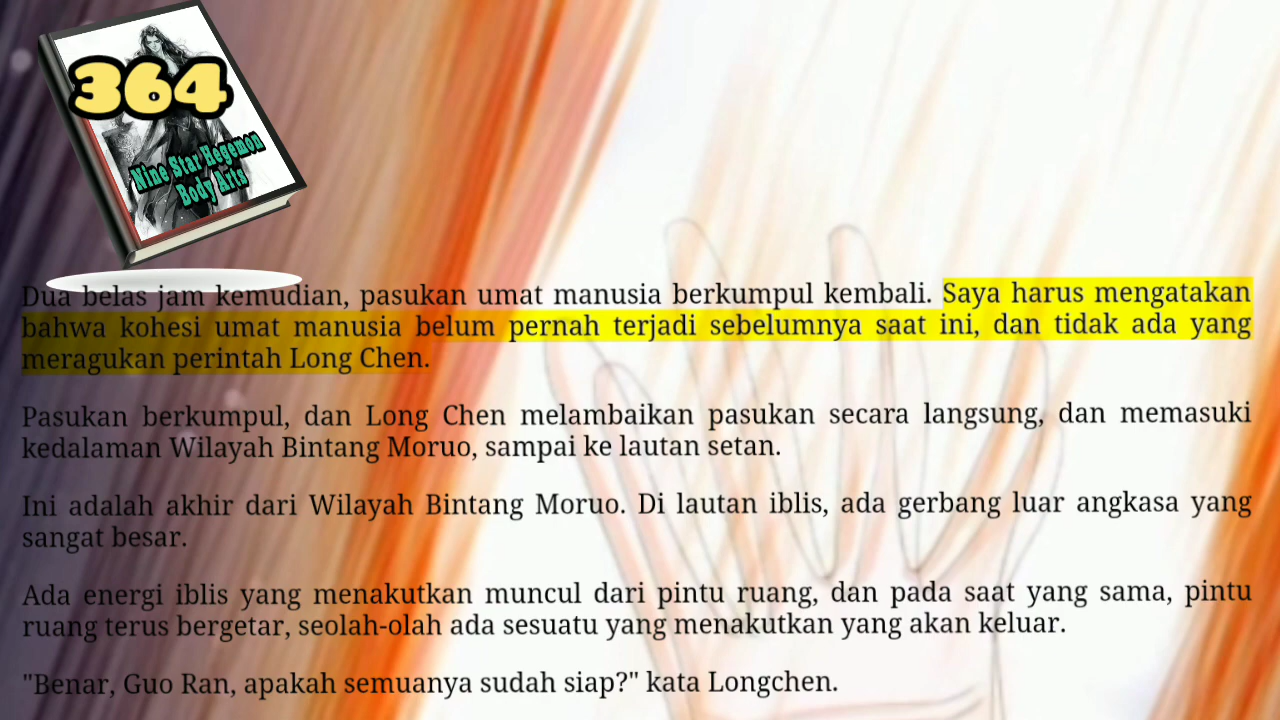 364
Nine Star Hegemon
Body Arts
Dua belas jam kemudian, pasukan umat manusia berkumpul kembali. Saya harus mengatakan
bahwa kohesi umat manusia belum pernah terjadi sebelumnya saat ini, dan tidak ada yang
meragukan perintah Long Chen.
Pasukan berkumpul, dan Long Chen melambaikan pasukan secara langsung, dan memasuki
kedalaman Wilayah Bintang Moruo, sampai ke lautan setan.
Ini adalah akhir dari Wilayah Bintang Moruo. Di lautan iblis, ada gerbang luar angkasa yang
sangat besar.
Ada energi iblis yang menakutkan muncul dari pintu ruang, dan pada saat yang sama, pintu
ruang terus bergetar, seolah-olah ada sesuatu yang menakutkan yang akan keluar.
"Benar, Guo Ran, apakah semuanya sudah siap?" kata Longchen.